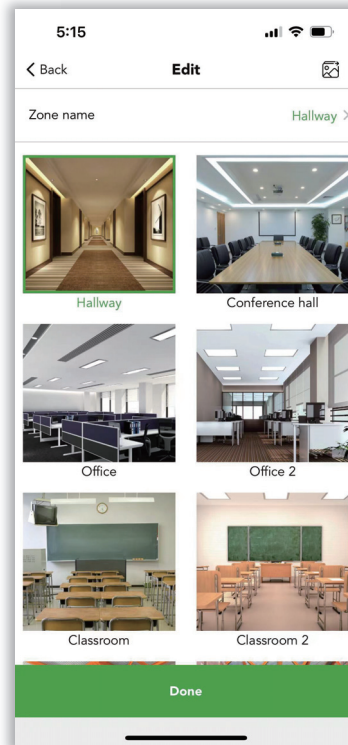 5:15
Back
Edit
Zone name
Hallway
Hallway
Conference hall
Office
Office 2
Classroom
Classroom 2
Done